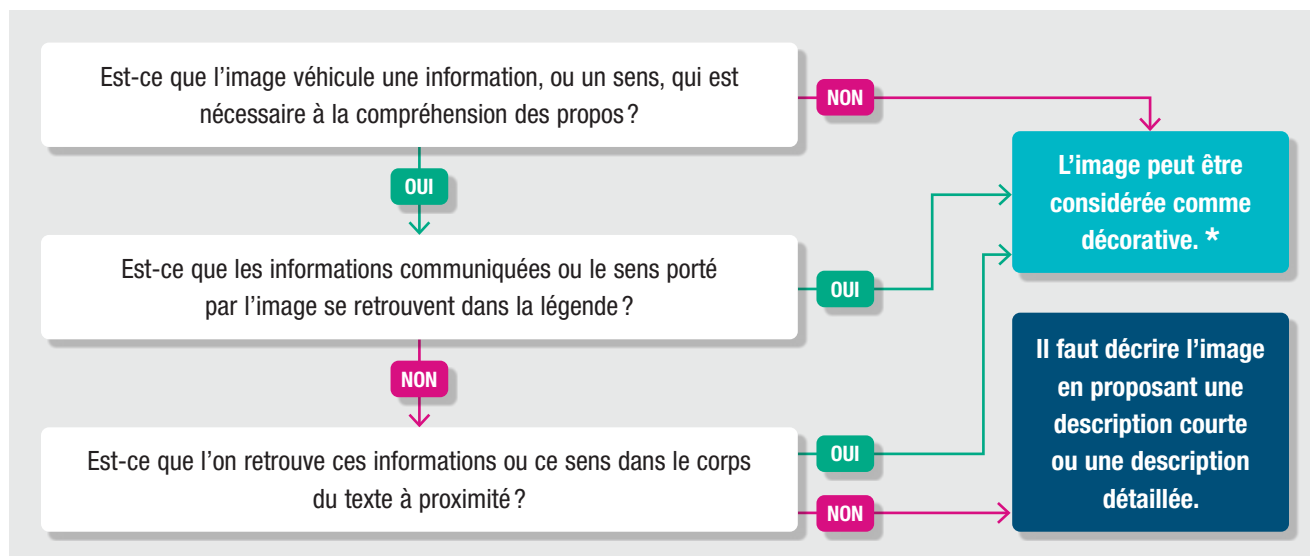 Est-ce que l’image véhicule une information, ou un sens, qui est
nécessaire à la compréhension des propos ?
NON
OUI
L’image peut être
considérée comme
décorative. *
Est-ce que les informations communiquées ou le sens porté
par l’image se retrouvent dans la légende ?
OUI
NON
Il faut décrire l’image
en proposant une
description courte
ou une description
détaillée.
Est-ce que l’on retrouve ces informations ou ce sens dans le corps
du texte à proximité ?
OUI
NON